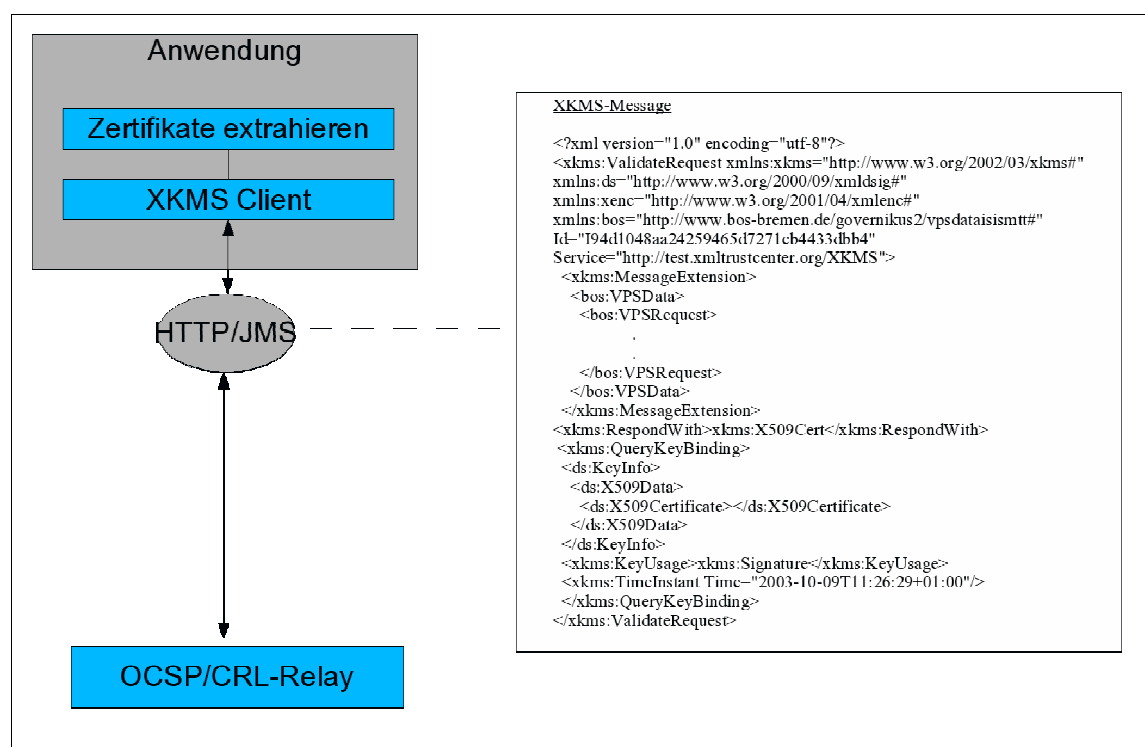 Anwendung
Zertifikate extrahieren
XKMS Client
HTTP/JMS
OCSP/CRL-Relay
XKMS-Message
<?xml version="1.0" encoding="utf-8"?>
<xkms:ValidateRequest xmlns:xkms="http://www.w3.org/2002/03/xkms#"
xmlns:ds="http://www.w3.org/2000/09/xmldsig#"
xmlns:xenc="http://www.w3.org/2001/04/xmlenc#"
xmlns:bos="http://www.bos-bremen.de/governikus2/vpsdataisismtt#"
Id="I94d1048aa24259465d7271cb4433dbb4"
Service="http://test.xmltrustcenter.org/XKMS">
<xkms:MessageExtension>
<bos:VPSData>
<bos:VPSRequest>
.
.
</bos:VPSRequest>
</bos:VPSData>
</xkms:MessageExtension>
<xkms:RespondWith>xkms:X509Cert</xkms:RespondWith>
<xkms:QueryKeyBinding>
<ds:KeyInfo>
<ds:X509Data>
<ds:X509Certificate></ds:X509Certificate>
</ds:X509Data>
</ds:KeyInfo>
<xkms:KeyUsage>xkms:Signature</xkms:KeyUsage>
<xkms:TimeInstant Time="2003-10-09T11:26:29+01:00"/>
</xkms:QueryKeyBinding>
</xkms:ValidateRequest>